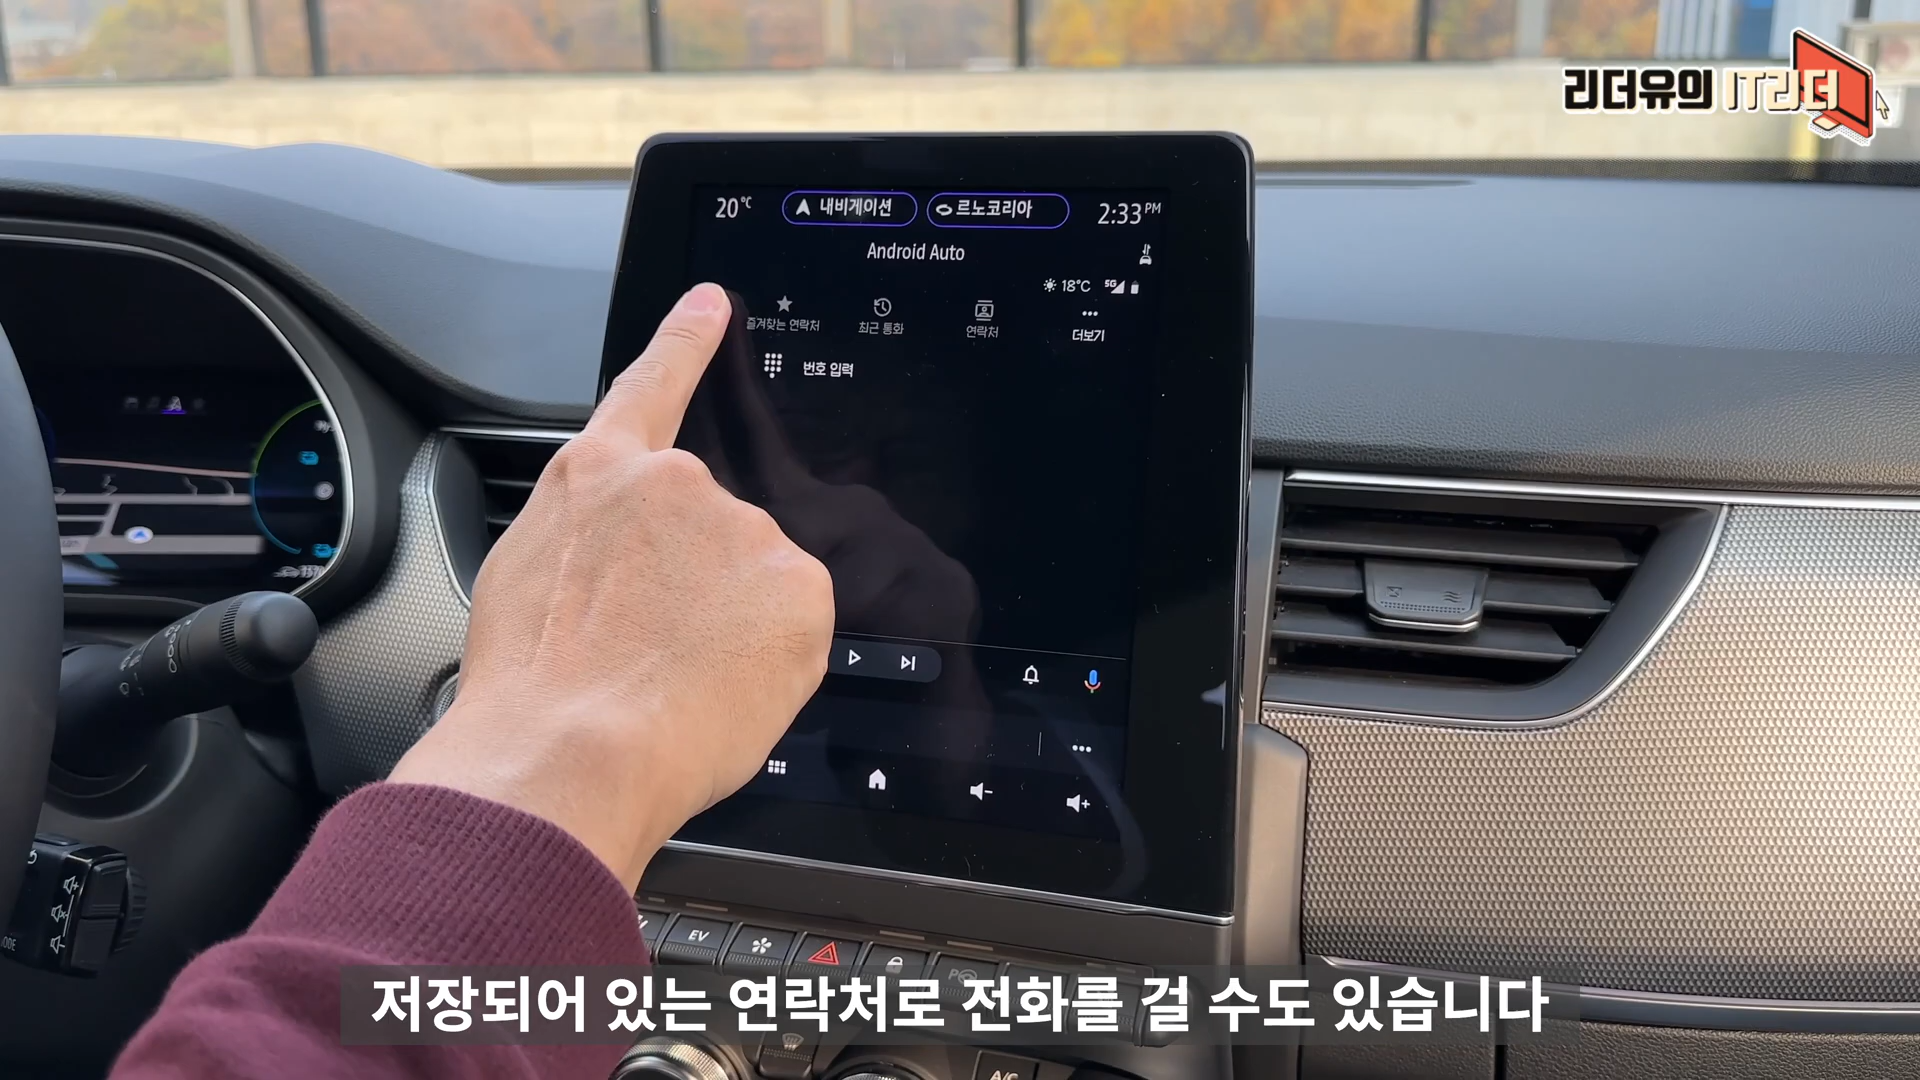 리더유의 IT리더
20°C
내비게이션
르노코리아
2:33 PM
Android Auto
18°C
5G
즐겨찾는 연락처
최근 통화
연락처
더보기
번호 입력
EV
A/C
저장되어 있는 연락처로 전화를 걸 수도 있습니다